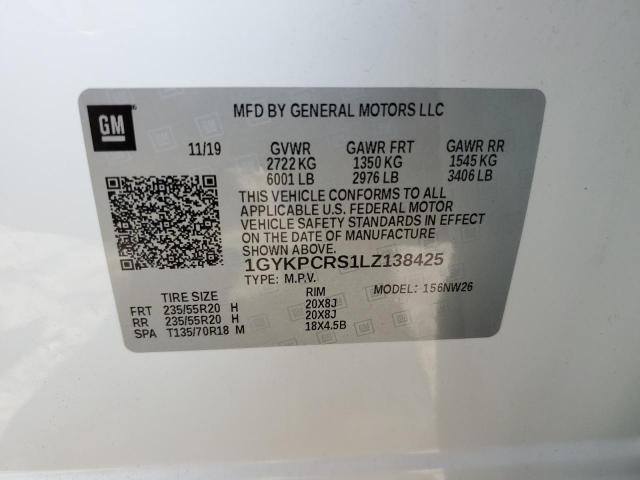 GM
MFD BY GENERAL MOTORS LLC
11/19 GVWR GAWR FRT GAWR RR
2722 KG 1350 KG 1545 KG
6001 LB 2976 LB 3406 LB
THIS VEHICLE CONFORMS TO ALL
APPLICABLE U.S. FEDERAL MOTOR
VEHICLE SAFETY STANDARDS IN EFFECT
ON THE DATE OF MANUFACTURE
SHOWN ABOVE.
1GYKPCRS1LZ138425
TYPE: M.P.V. MODEL: 156NW26
TIRE SIZE RIM
FRT 235/55R20 H 20X8J
RR 235/55R20 H 20X8J
SPA T135/70R18 M 18X4.5B